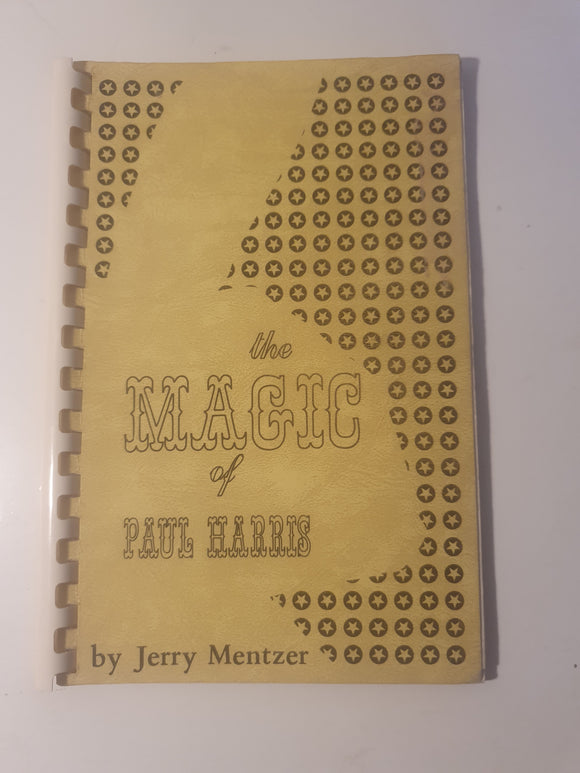 the
MAGIC
of
PAUL HARRIS
by Jerry Mentzer